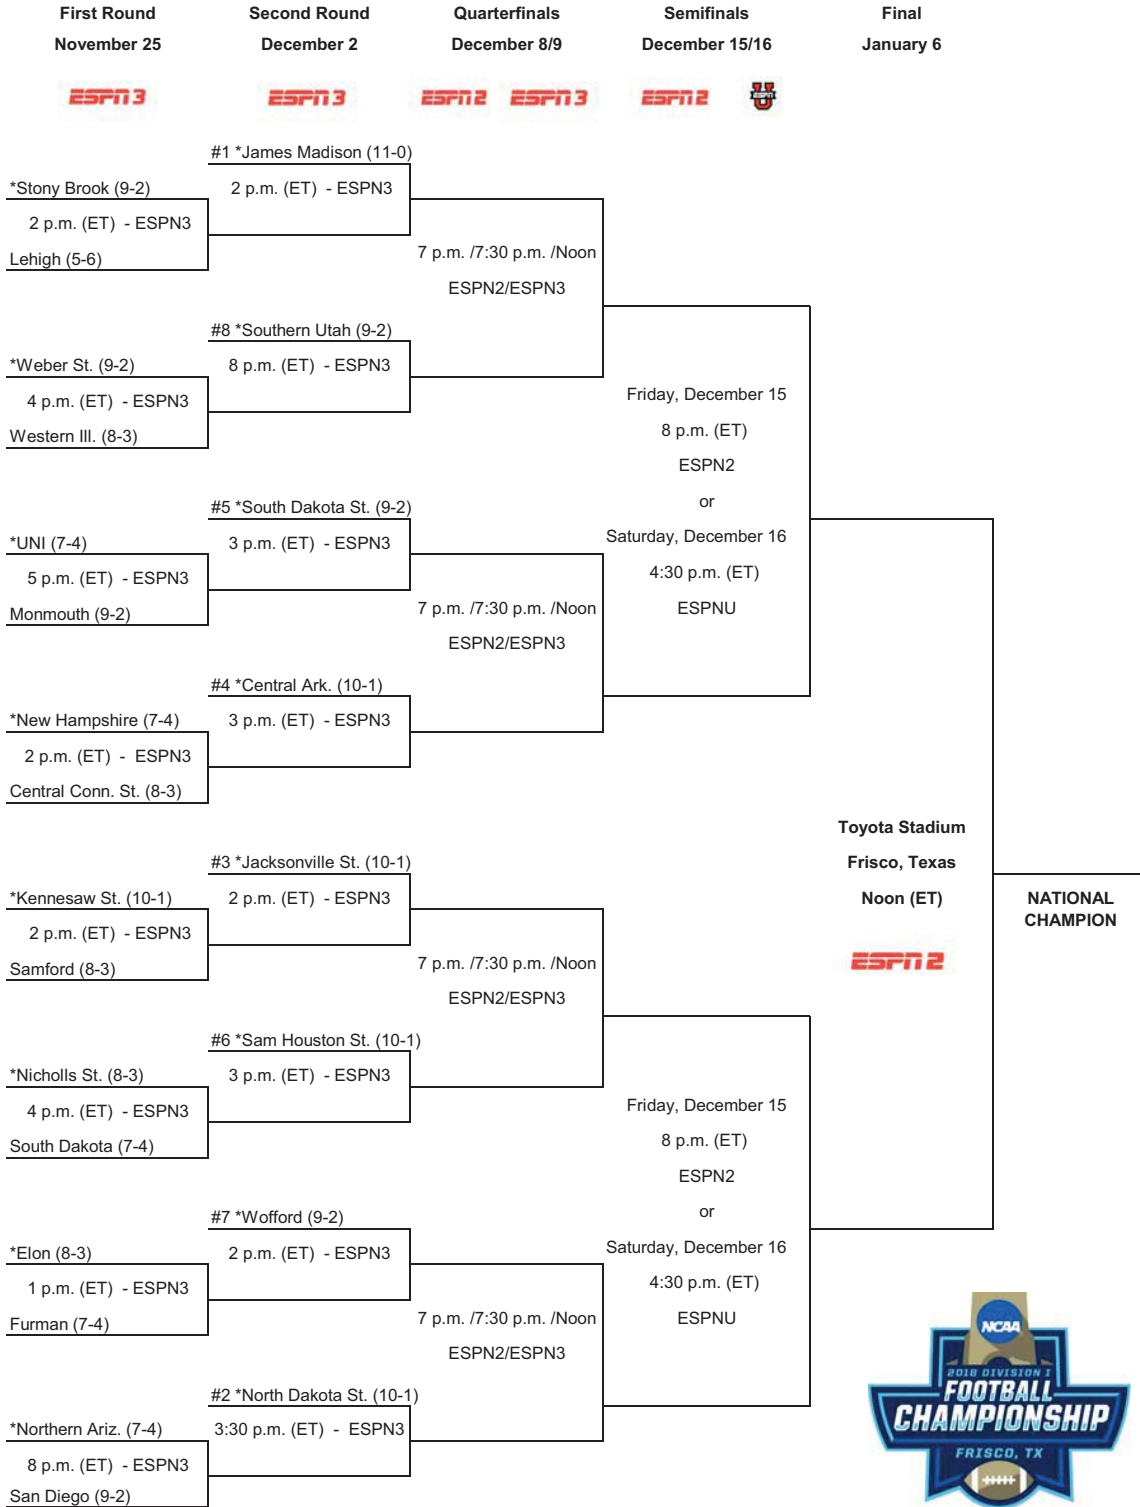 First Round Second Round Quarterfinals Semifinals Final
November 25 December 2 December 8/9 December 15/16 January 6
ESPN3 ESPN3 ESPN2 ESPN3 ESPN2 ESPN U
#1 *James Madison (11-0)
*Stony Brook (9-2) 2 p.m. (ET) - ESPN3
2 p.m. (ET) - ESPN3
Lehigh (5-6) 7 p.m. /7:30 p.m. /Noon
ESPN2/ESPN3
#8 *Southern Utah (9-2)
*Weber St. (9-2) 8 p.m. (ET) - ESPN3
4 p.m. (ET) - ESPN3 Friday, December 15
Western Ill. (8-3) 8 p.m. (ET)
ESPN2
#5 *South Dakota St. (9-2) or
*UNI (7-4) 3 p.m. (ET) - ESPN3 Saturday, December 16
5 p.m. (ET) - ESPN3 4:30 p.m. (ET)
Monmouth (9-2) 7 p.m. /7:30 p.m. /Noon ESPNU
ESPN2/ESPN3
#4 *Central Ark. (10-1)
*New Hampshire (7-4) 3 p.m. (ET) - ESPN3
2 p.m. (ET) - ESPN3
Central Conn. St. (8-3)
Toyota Stadium
#3 *Jacksonville St. (10-1) Frisco, Texas
*Kennesaw St. (10-1) 2 p.m. (ET) - ESPN3 Noon (ET) NATIONAL
CHAMPION
2 p.m. (ET) - ESPN3
Samford (8-3) 7 p.m. /7:30 p.m. /Noon ESPN2
ESPN2/ESPN3
#6 *Sam Houston St. (10-1)
*Nicholls St. (8-3) 3 p.m. (ET) - ESPN3
4 p.m. (ET) - ESPN3 Friday, December 15
South Dakota (7-4) 8 p.m. (ET)
ESPN2
#7 *Wofford (9-2) or
*Elon (8-3) 2 p.m. (ET) - ESPN3 Saturday, December 16
1 p.m. (ET) - ESPN3 4:30 p.m. (ET)
Furman (7-4) 7 p.m. /7:30 p.m. /Noon ESPNU
ESPN2/ESPN3
#2 *North Dakota St. (10-1)
*Northern Ariz. (7-4) 3:30 p.m. (ET) - ESPN3
8 p.m. (ET) - ESPN3
San Diego (9-2)
NCAA
2018 DIVISION I
FOOTBALL
CHAMPIONSHIP
FRISCO, TX